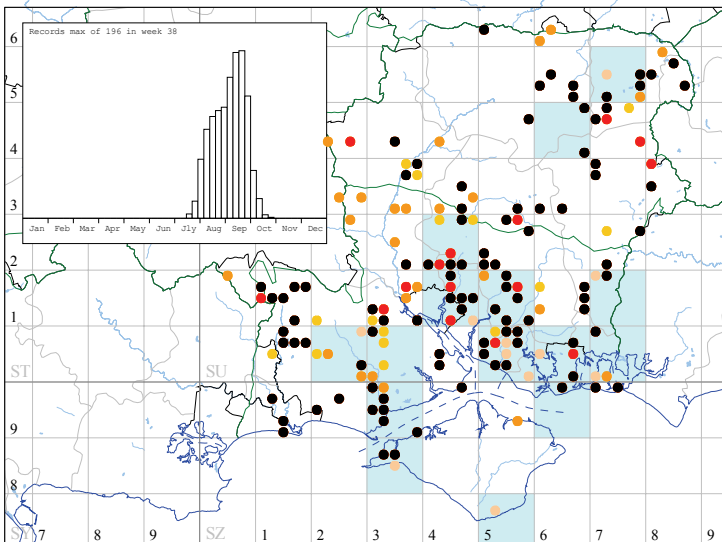 Records max of 196 in week 38
Jan Feb Mar Apr May Jun Jly Aug Sep Oct Nov Dec
6
5
4
3
2
1
ST SU
0
9
8
SY SZ
7 8 9 1 2 3 4 5 6 7 8 9